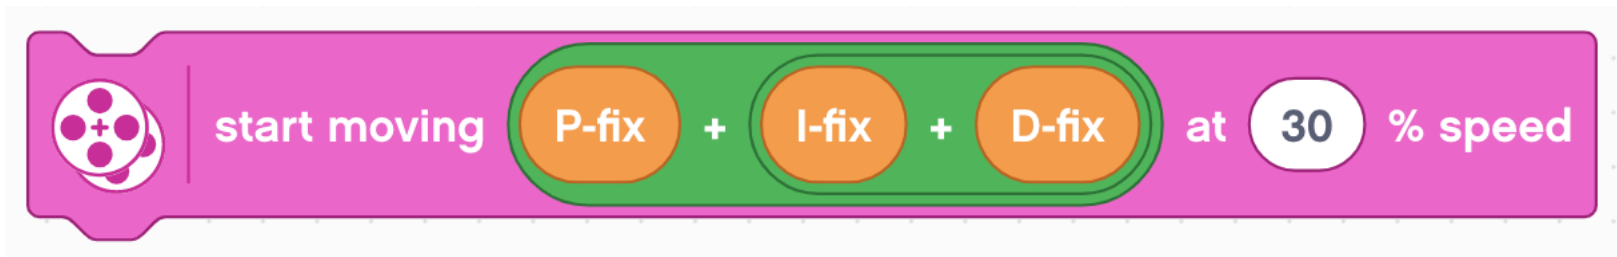 start moving P-fix + I-fix + D-fix at 30 % speed